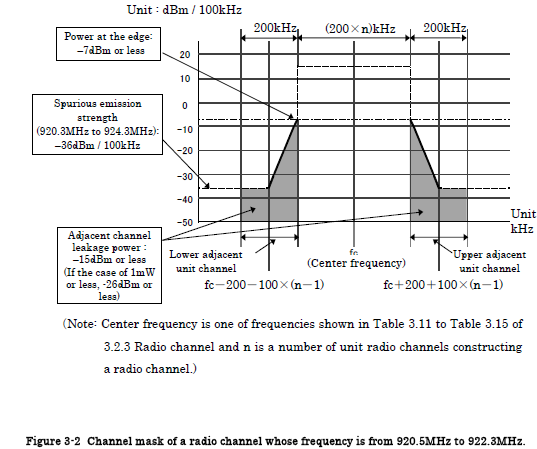 Unit : dBm / 100kHz
200kHz
(200×n)kHz
200kHz
Power at the edge:
–7dBm or less
20
10
0
Spurious emission
strength
(920.3MHz to 924.3MHz):
–36dBm / 100kHz
–10
–20
–30
–40
–50
Unit
kHz
Adjacent channel
leakage power :
–15dBm or less
(If the case of 1mW
or less, -26dBm or
less)
Lower adjacent
unit channel
fc
(Center frequency)
Upper adjacent
unit channel
fc−200−100×(n−1)
fc+200+100×(n−1)
(Note: Center frequency is one of frequencies shown in Table 3.11 to Table 3.15 of
3.2.3 Radio channel and n is a number of unit radio channels constructing
a radio channel.)
Figure 3-2 Channel mask of a radio channel whose frequency is from 920.5MHz to 922.3MHz.